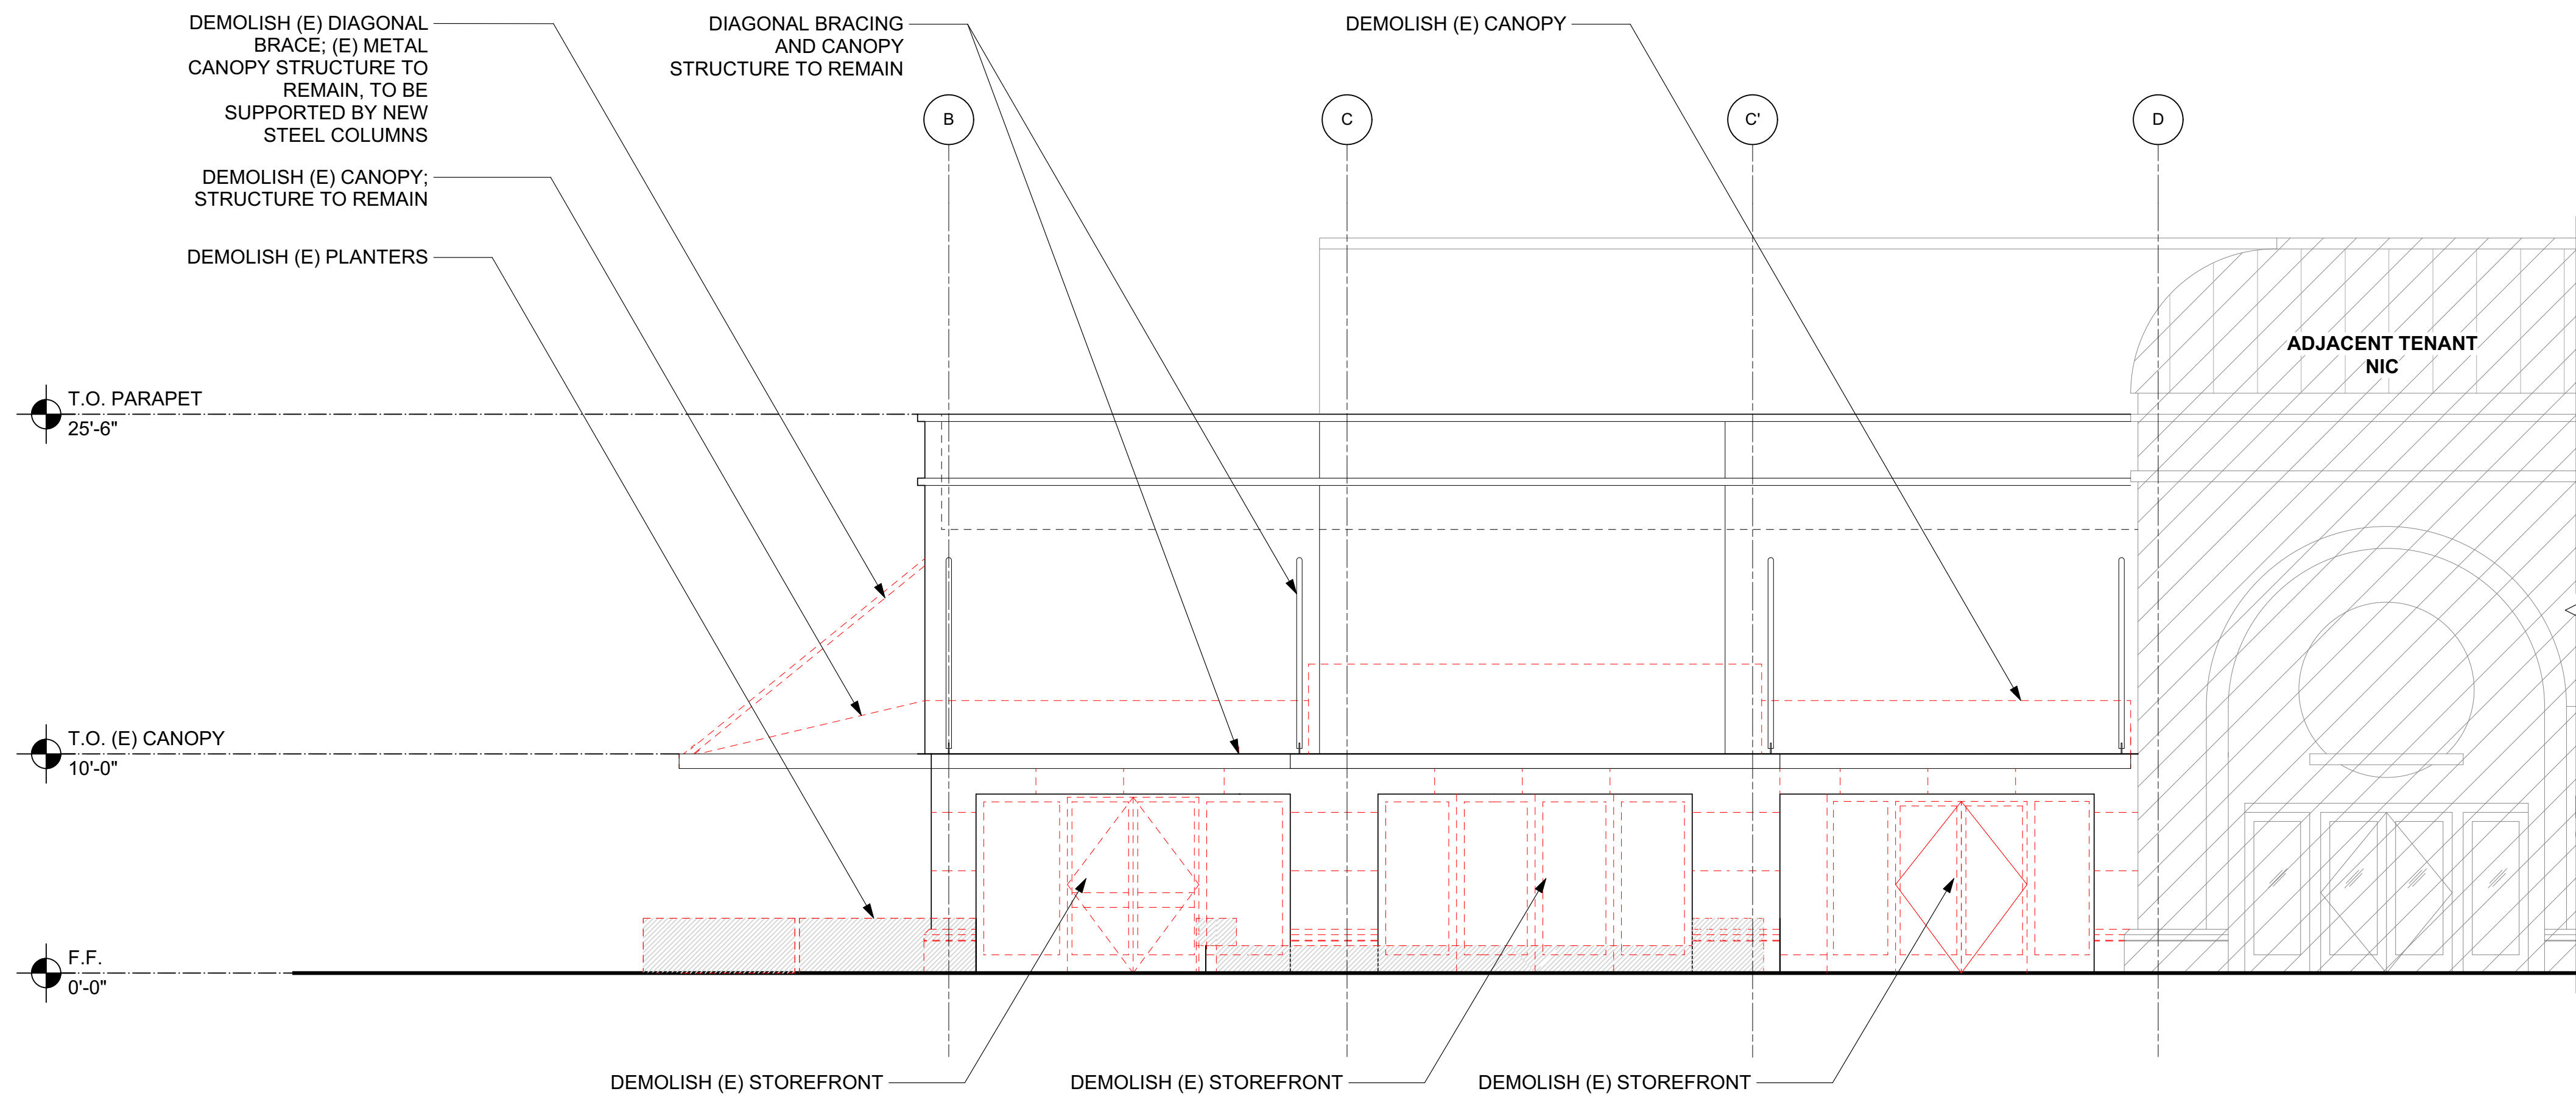 DEMOLISH (E) DIAGONAL
BRACE; (E) METAL
CANOPY STRUCTURE TO
REMAIN, TO BE
SUPPORTED BY NEW
STEEL COLUMNS
DIAGONAL BRACING
AND CANOPY
STRUCTURE TO REMAIN
DEMOLISH (E) CANOPY
B
C
C'
D
DEMOLISH (E) CANOPY;
STRUCTURE TO REMAIN
DEMOLISH (E) PLANTERS
ADJACENT TENANT
NIC
T.O. PARAPET
25'-6"
T.O. (E) CANOPY
10'-0"
F.F.
0'-0"
DEMOLISH (E) STOREFRONT
DEMOLISH (E) STOREFRONT
DEMOLISH (E) STOREFRONT